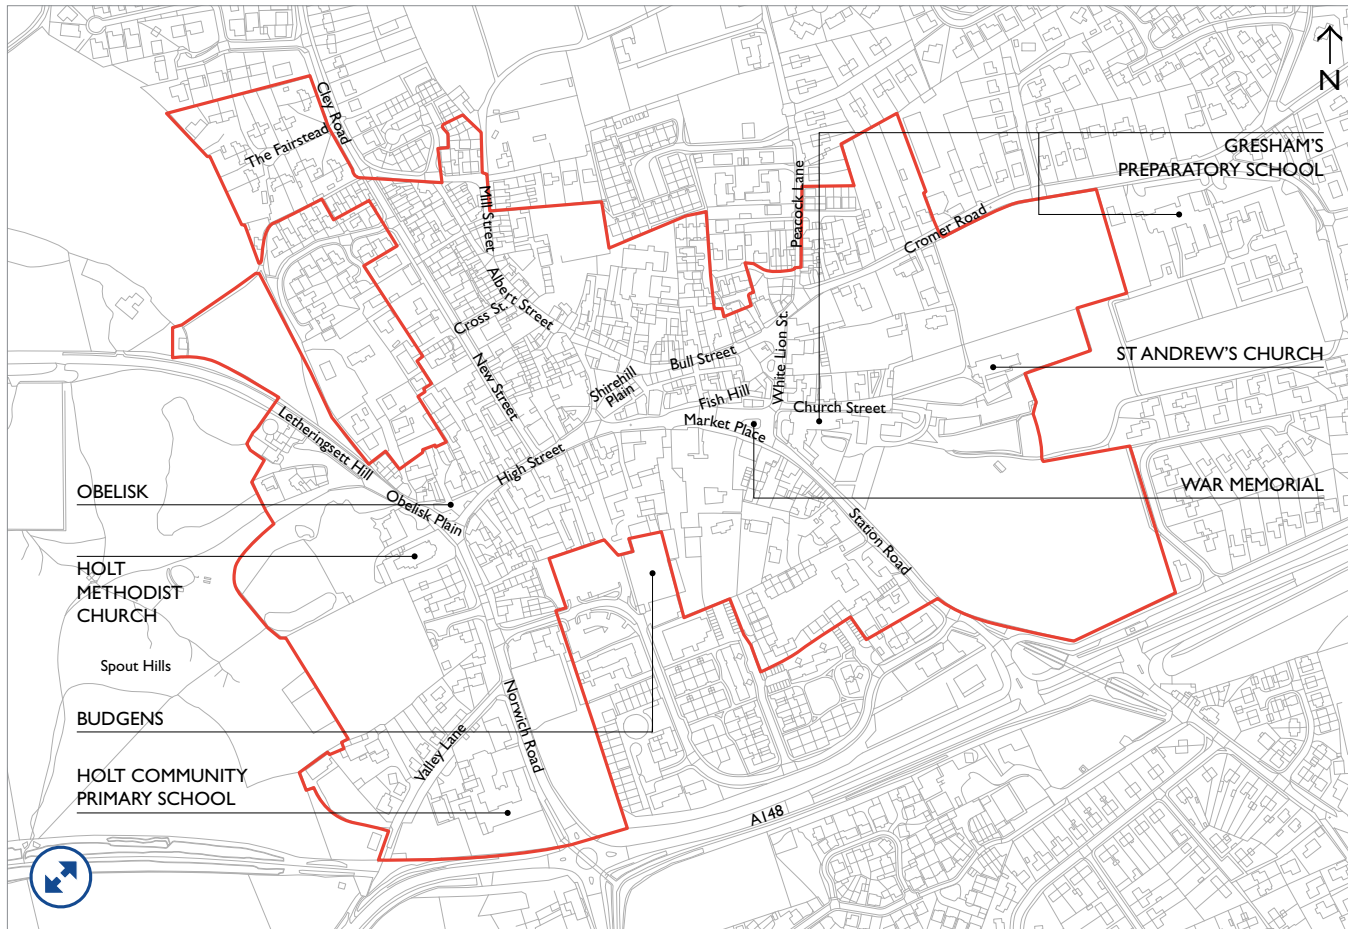 N
Cley Road
The Fairstead
GRESHAM'S
PREPARATORY SCHOOL
Mill Street
Peacock Lane
Cromer Road
Albert Street
Cross St.
White Lion St.
Bull Street
ST ANDREW'S CHURCH
New Street
Shirehill
Plain
Fish Hill
Church Street
Market Place
Letheringsett Hill
High Street
OBELISK
Obelisk Plain
WAR MEMORIAL
Station Road
HOLT
METHODIST
CHURCH
Spout Hills
BUDGENS
Norwich Road
Valley Lane
HOLT COMMUNITY
PRIMARY SCHOOL
A148